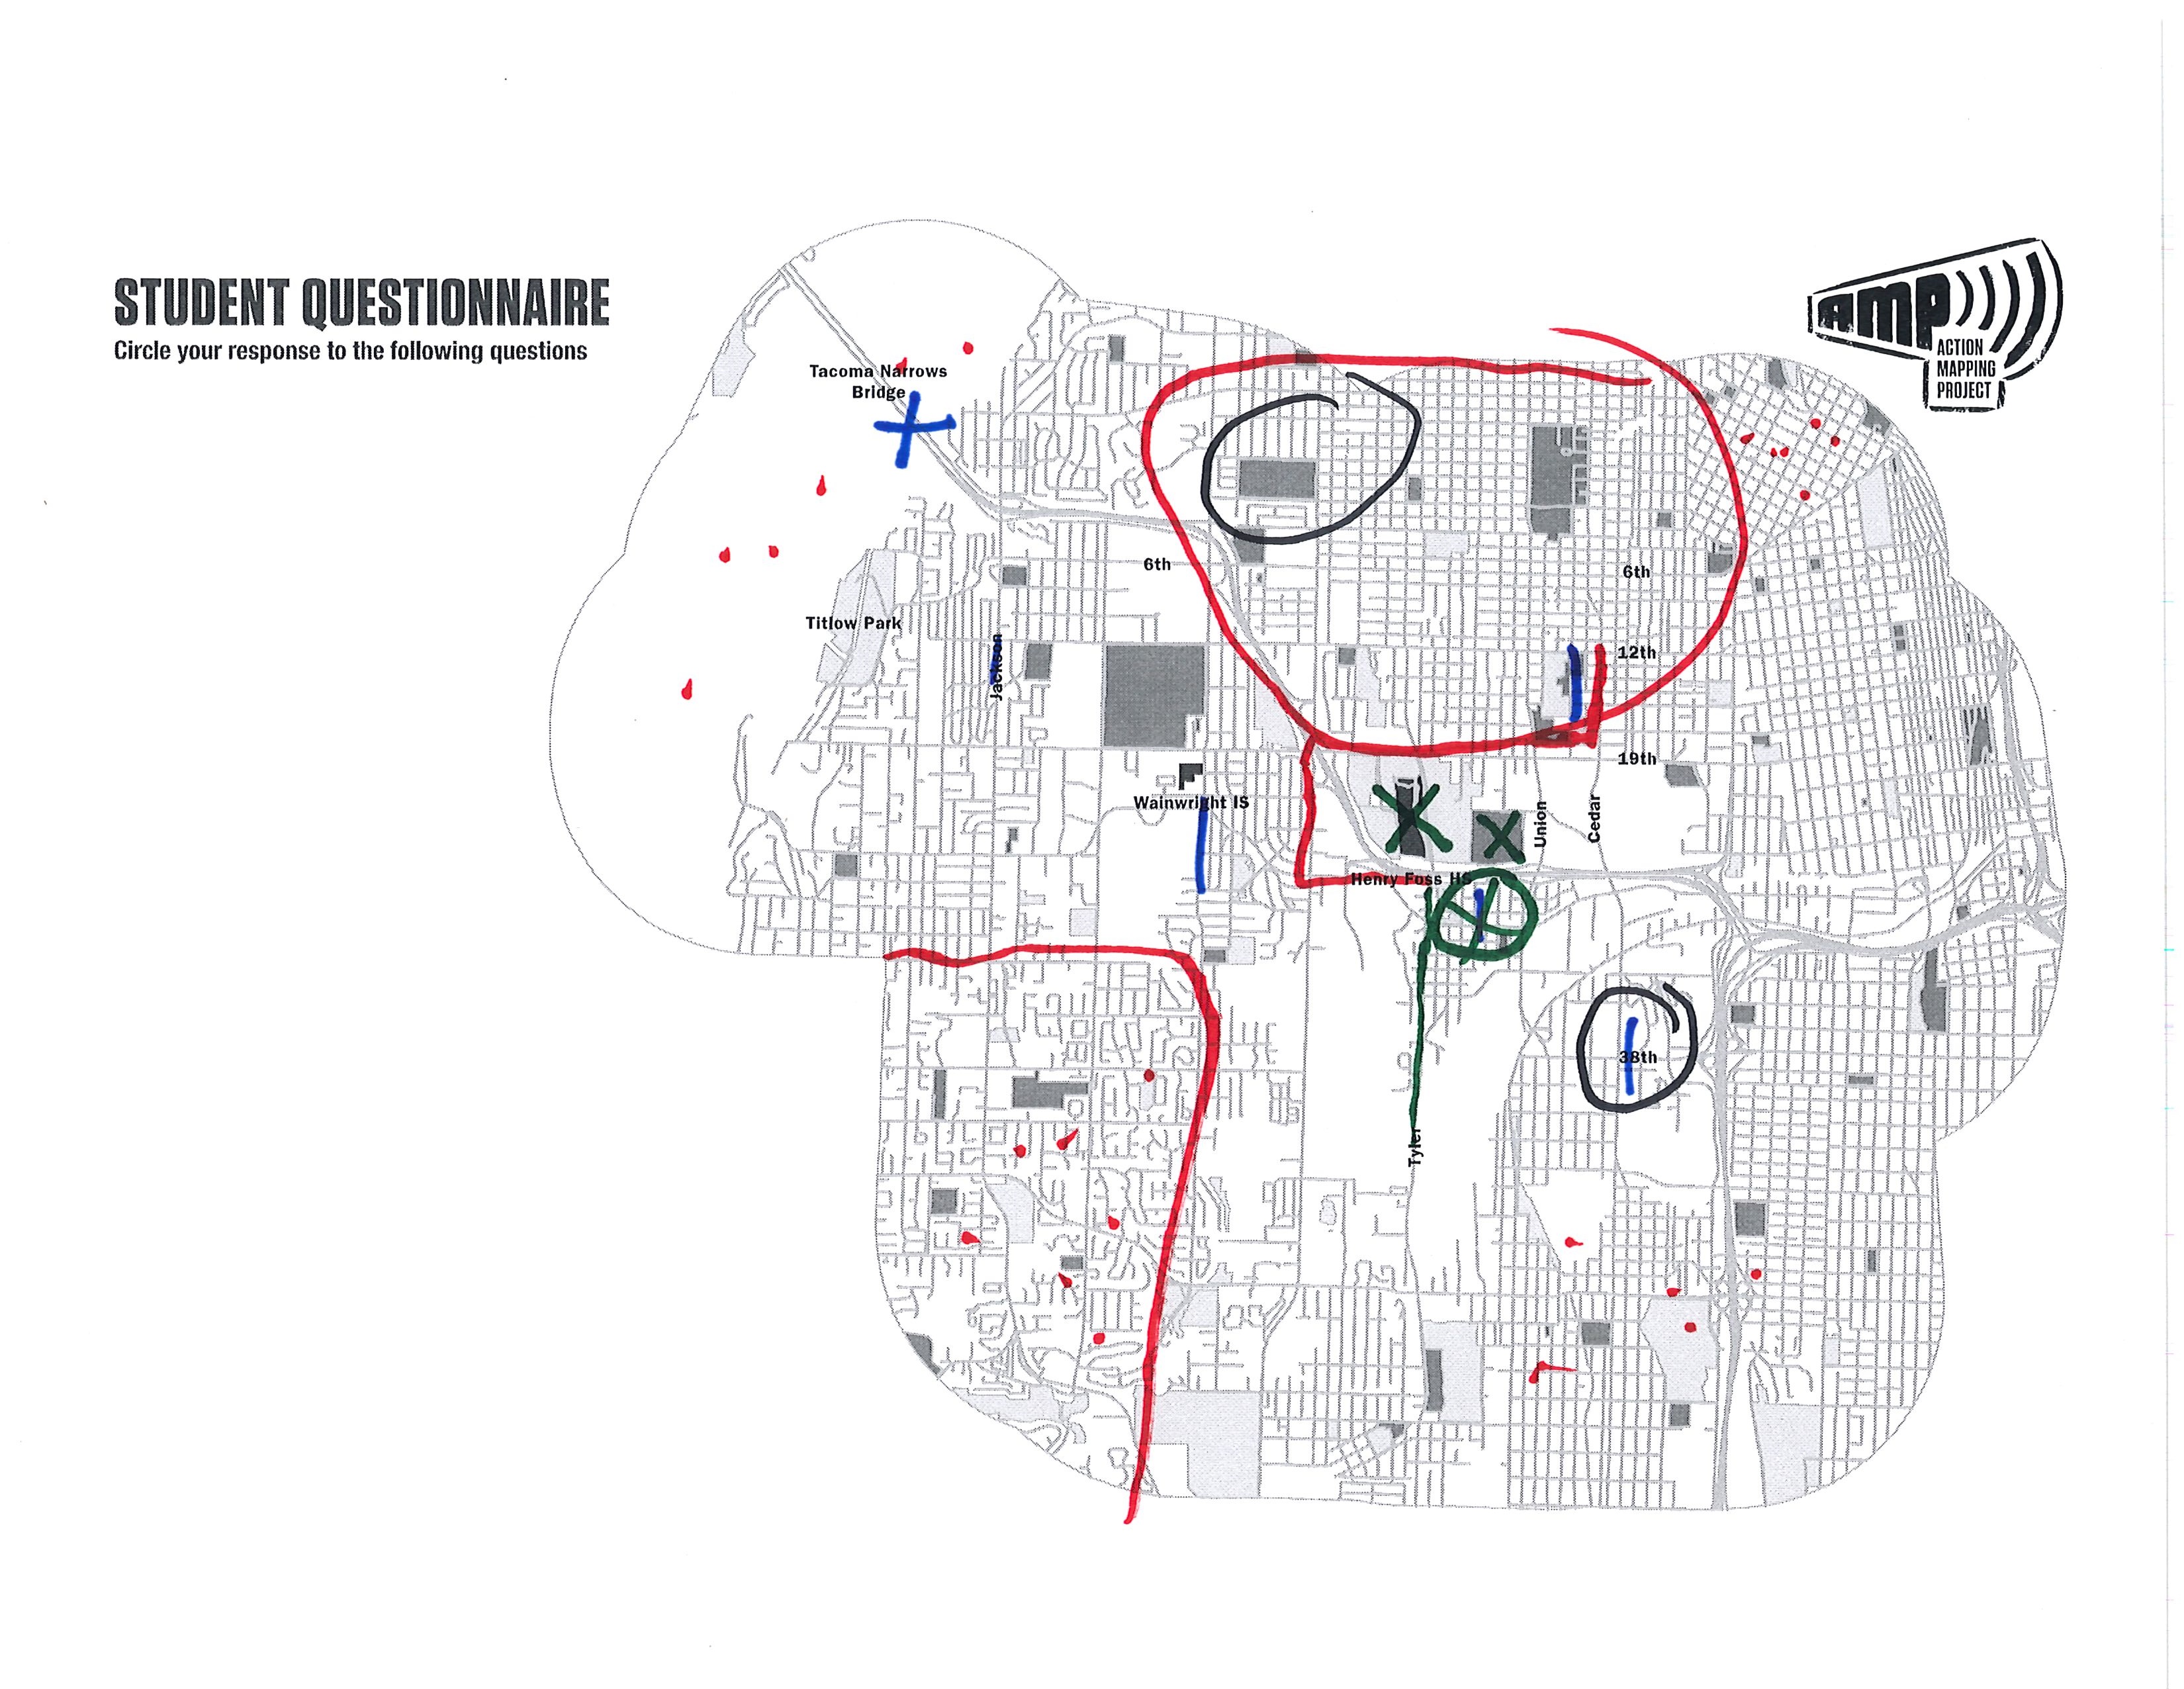 STUDENT QUESTIONNAIRE
Circle your response to the following questions
AMP
ACTION
MAPPING
PROJECT
Tacoma Narrows
Bridge
6th
6th
Titlow Park
Jackson
12th
19th
Wainwright IS
Union
Cedar
Henry Foss HS
38th
Tyler